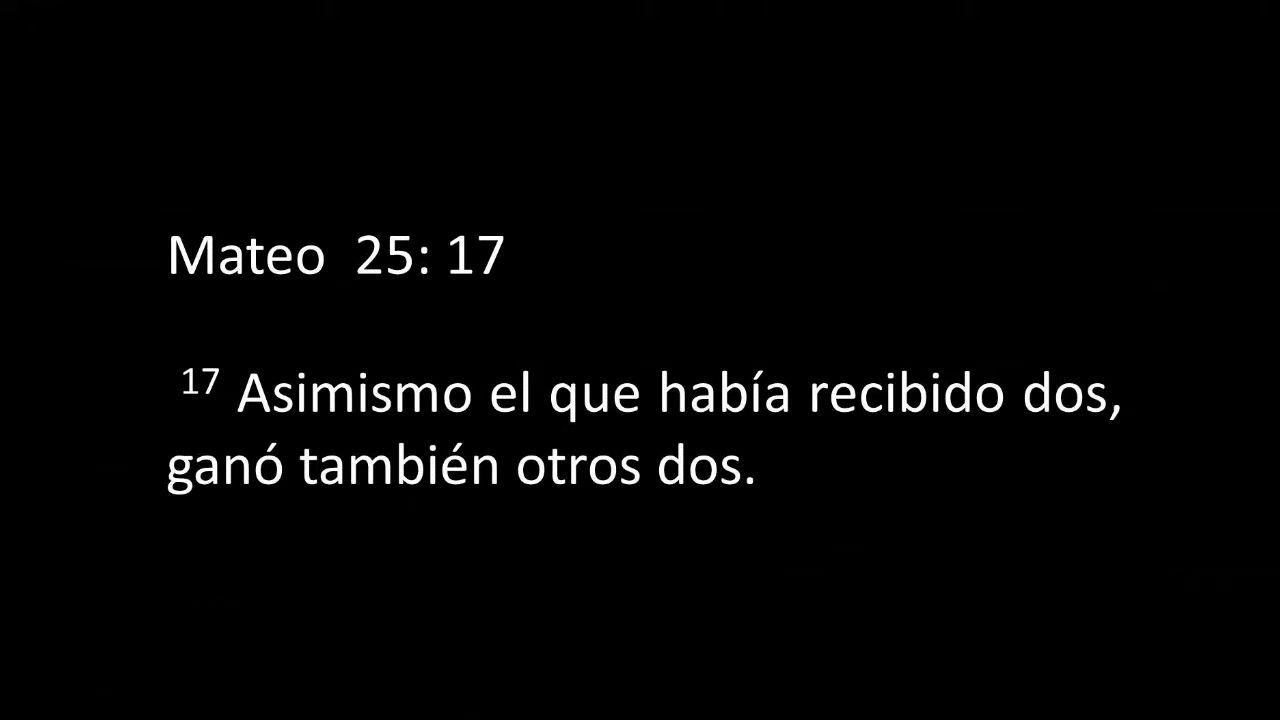 Mateo  25: 17
17 Asimismo el que había recibido dos,
ganó también otros dos.